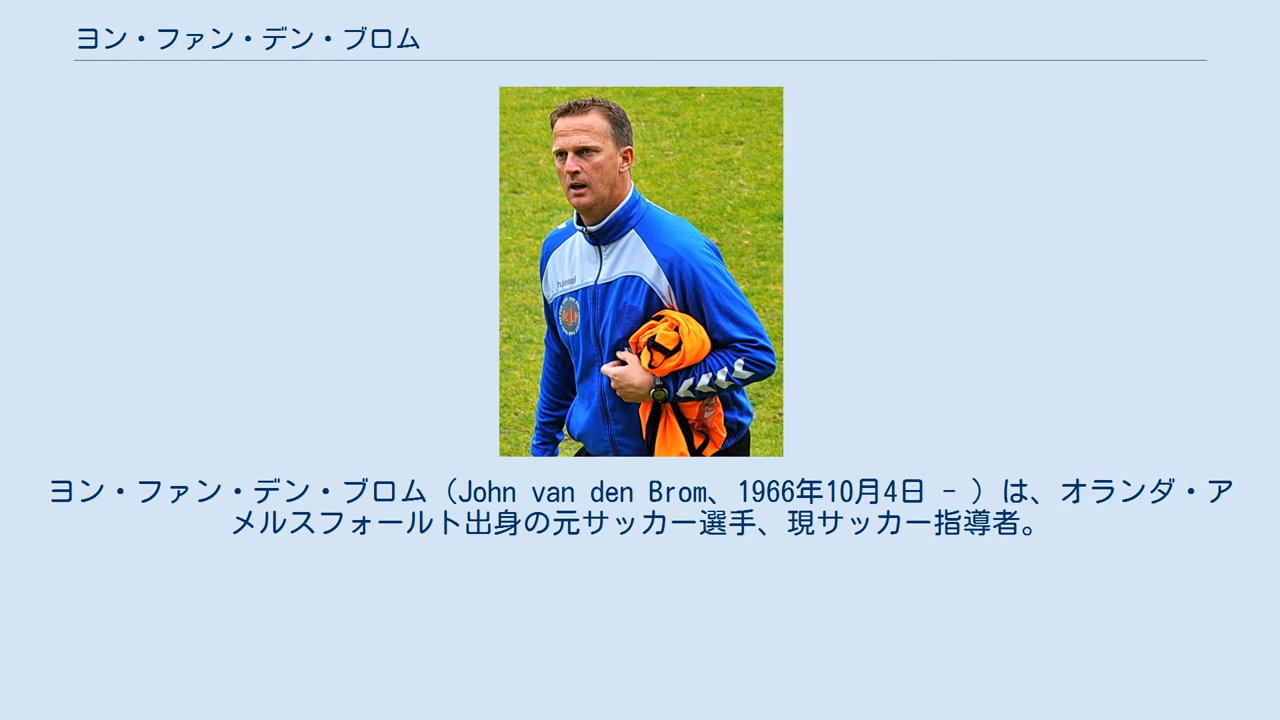 ヨン・ファン・デン・ブロム
hummel
ヨン・ファン・デン・ブロム（John van den Brom、1966年10月4日 - ）は、オランダ・ア
メルスフォールト出身の元サッカー選手、現サッカー指導者。